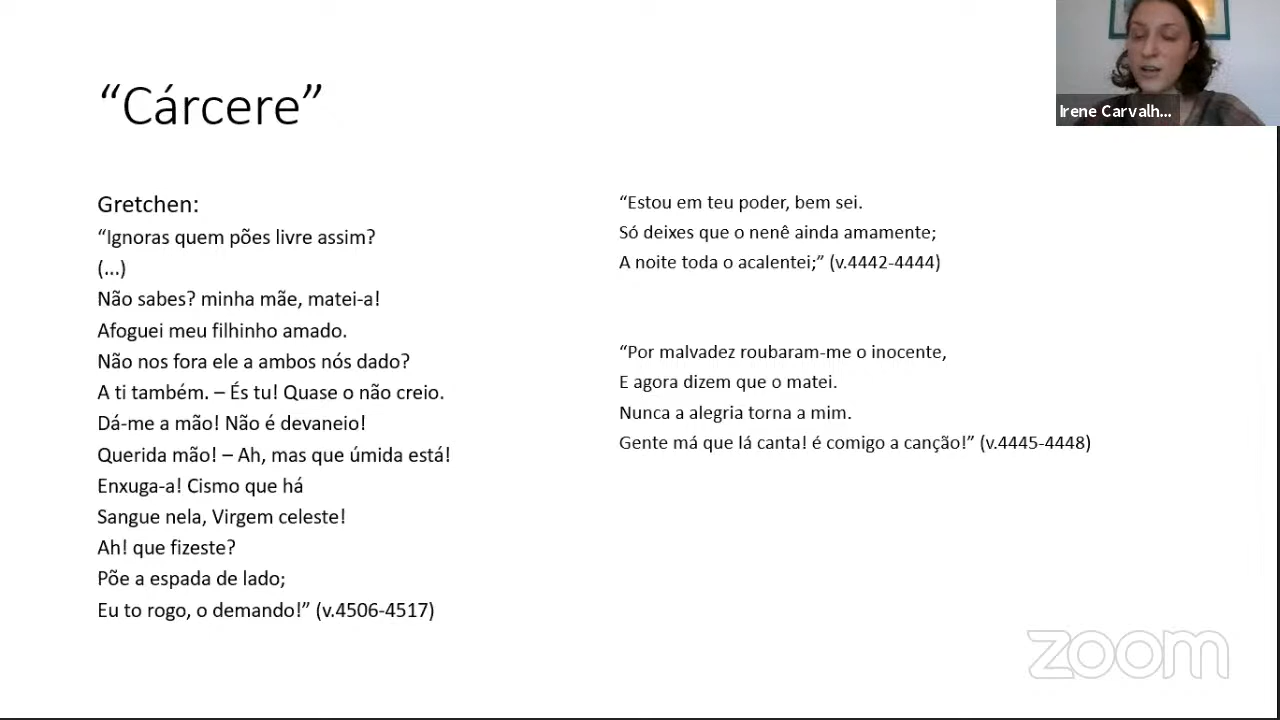 “Cárcere”
Irene Carvalh...
Gretchen:
“Ignoras quem pões livre assim?
(...)
Não sabes? minha mãe, matei-a!
Afoguei meu filhinho amado.
Não nos fora ele a ambos nós dado?
A ti também. – És tu! Quase o não creio.
Dá-me a mão! Não é devaneio!
Querida mão! – Ah, mas que úmida está!
Enxuga-a! Cismo que há
Sangue nela, Virgem celeste!
Ah! que fizeste?
Põe a espada de lado;
Eu to rogo, o demando!” (v.4506-4517)
“Estou em teu poder, bem sei.
Só deixes que o nenê ainda amamente;
A noite toda o acalentei;” (v.4442-4444)
“Por malvadez roubaram-me o inocente,
E agora dizem que o matei.
Nunca a alegria torna a mim.
Gente má que lá canta! é comigo a canção!” (v.4445-4448)
zoom